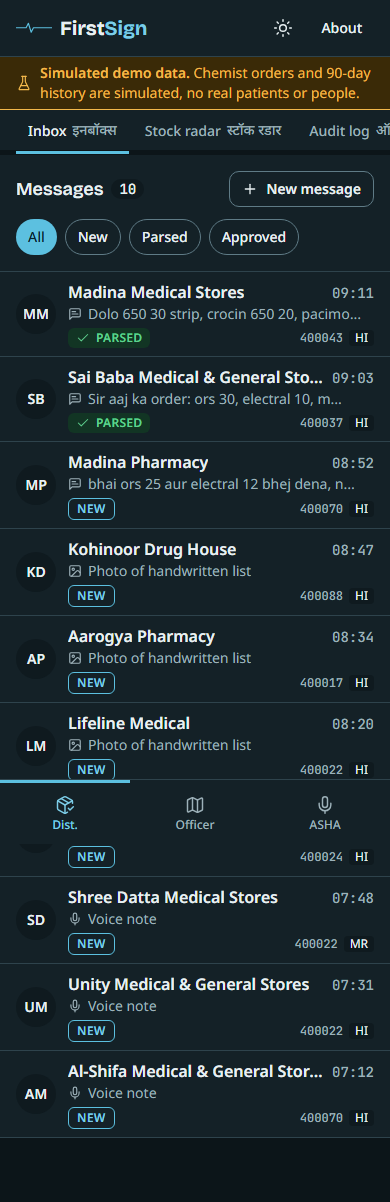 FirstSign
About
Simulated demo data. Chemist orders and 90-day
history are simulated, no real patients or people.
Inbox इनबॉक्स Stock radar स्टॉक रडार Audit log
Messages 10
New message
All New Parsed Approved
Madina Medical Stores 09:11
MM
Dolo 650 30 strip, crocin 650 20, pacimo...
PARSED 400043 HI
Sai Baba Medical & General Sto... 09:03
SB
Sir aaj ka order: ors 30, electral 10, m...
PARSED 400037 HI
Madina Pharmacy 08:52
MP
bhai ors 25 aur electral 12 bhej dena, n...
NEW 400070 HI
Kohinoor Drug House 08:47
KD
Photo of handwritten list
NEW 400088 HI
Aarogya Pharmacy 08:34
AP
Photo of handwritten list
NEW 400017 HI
Lifeline Medical 08:20
LM
Photo of handwritten list
NEW 400022 HI
Dist. Officer ASHA
NEW 400024 HI
Shree Datta Medical Stores 07:48
SD
Voice note
NEW 400022 MR
Unity Medical & General Stores 07:31
UM
Voice note
NEW 400022 HI
Al-Shifa Medical & General Stor... 07:12
AM
Voice note
NEW 400070 HI